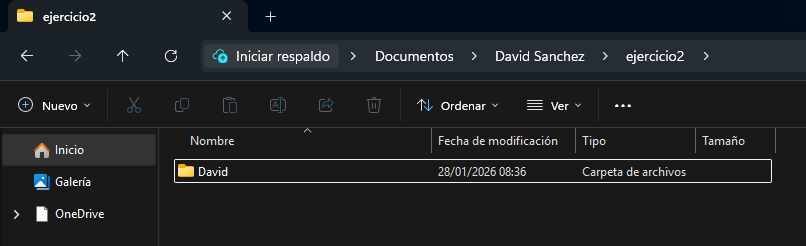 ejercicio2
Iniciar respaldo Documentos David Sanchez ejercicio2
Nuevo Ordenar Ver
Nombre Fecha de modificación Tipo Tamaño
Inicio
David 28/01/2026 08:36 Carpeta de archivos
Galería
OneDrive